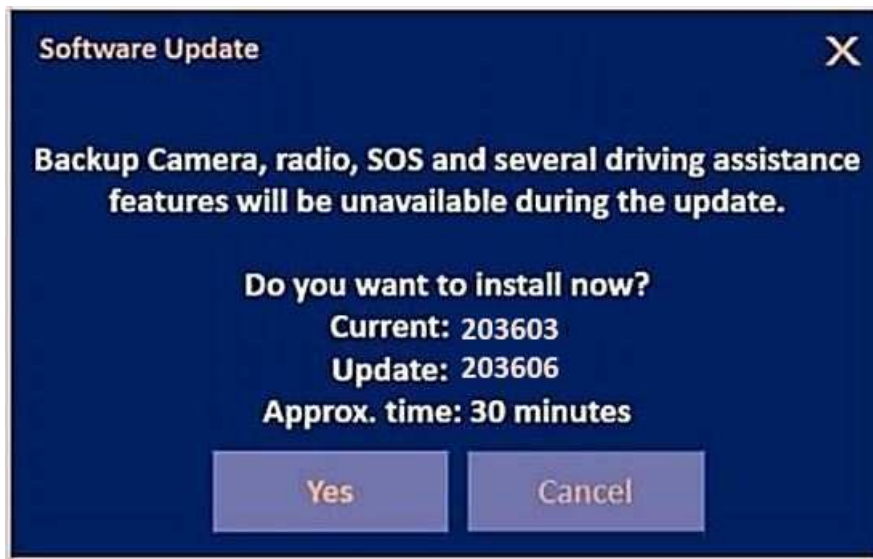 Software Update X
Backup Camera, radio, SOS and several driving assistance
features will be unavailable during the update.
Do you want to install now?
Current: 203603
Update: 203606
Approx. time: 30 minutes
Yes Cancel